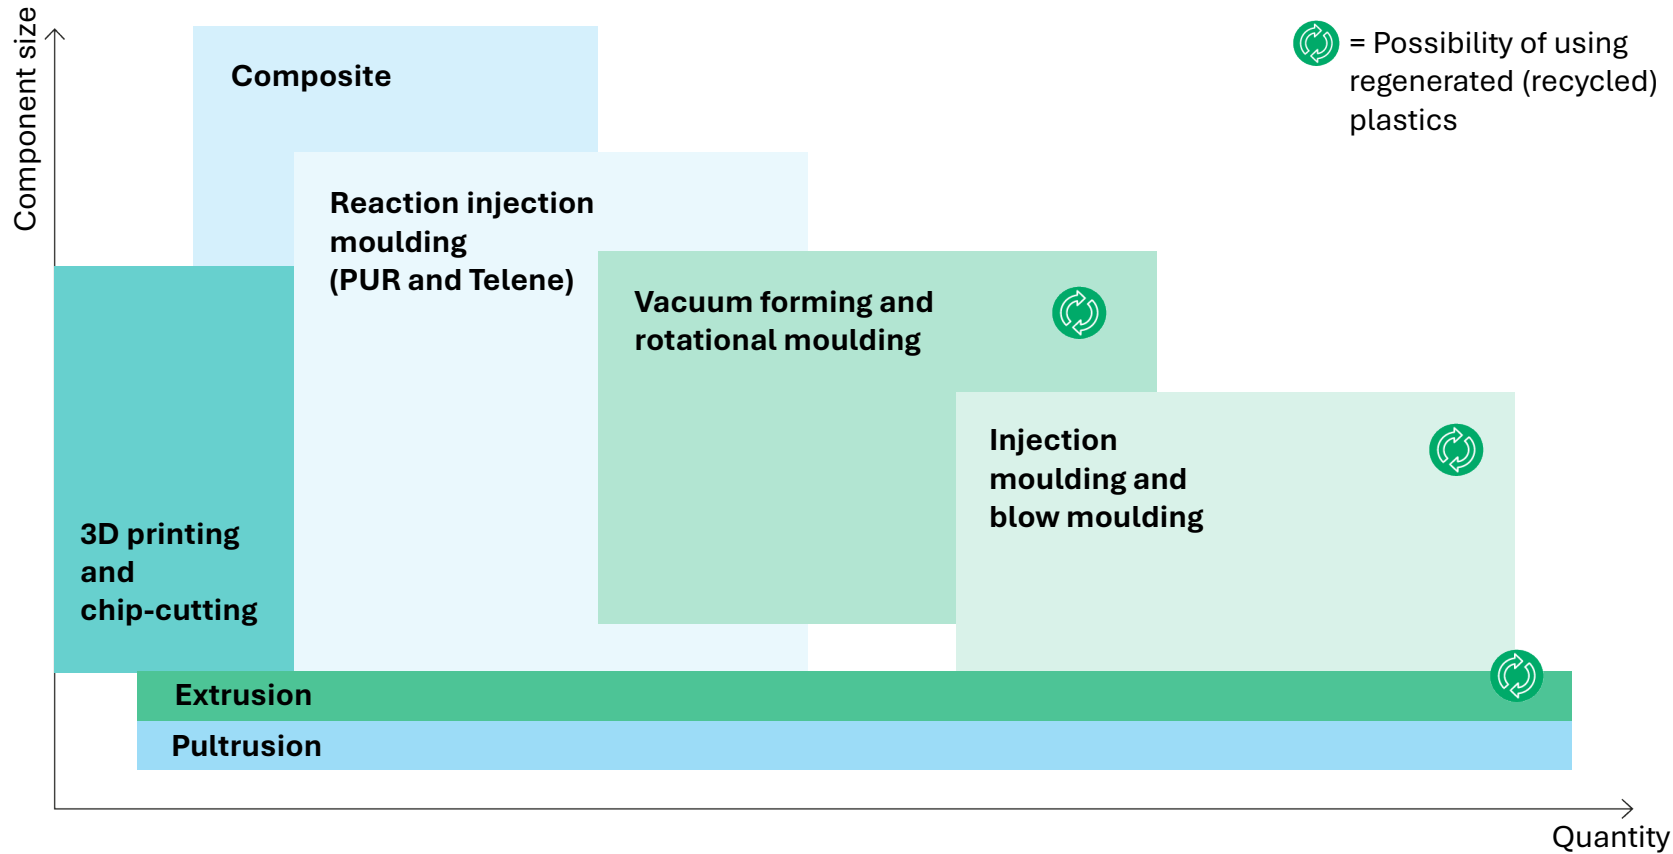 Component size
= Possibility of using
regenerated (recycled)
plastics
Composite
Reaction injection
moulding
(PUR and Telene)
Vacuum forming and
rotational moulding
Injection
moulding and
blow moulding
3D printing
and
chip-cutting
Extrusion
Pultrusion
Quantity